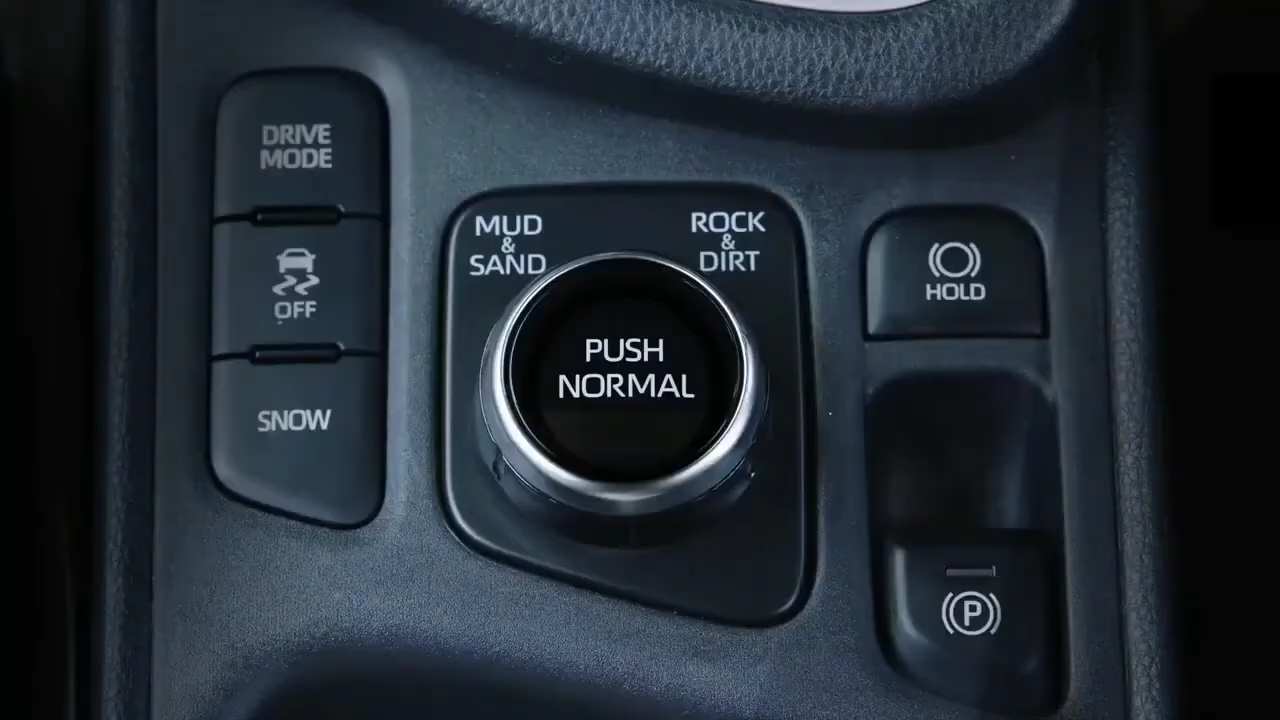 DRIVE
MODE
OFF
SNOW
MUD
&
SAND
ROCK
&
DIRT
PUSH
NORMAL
HOLD
P